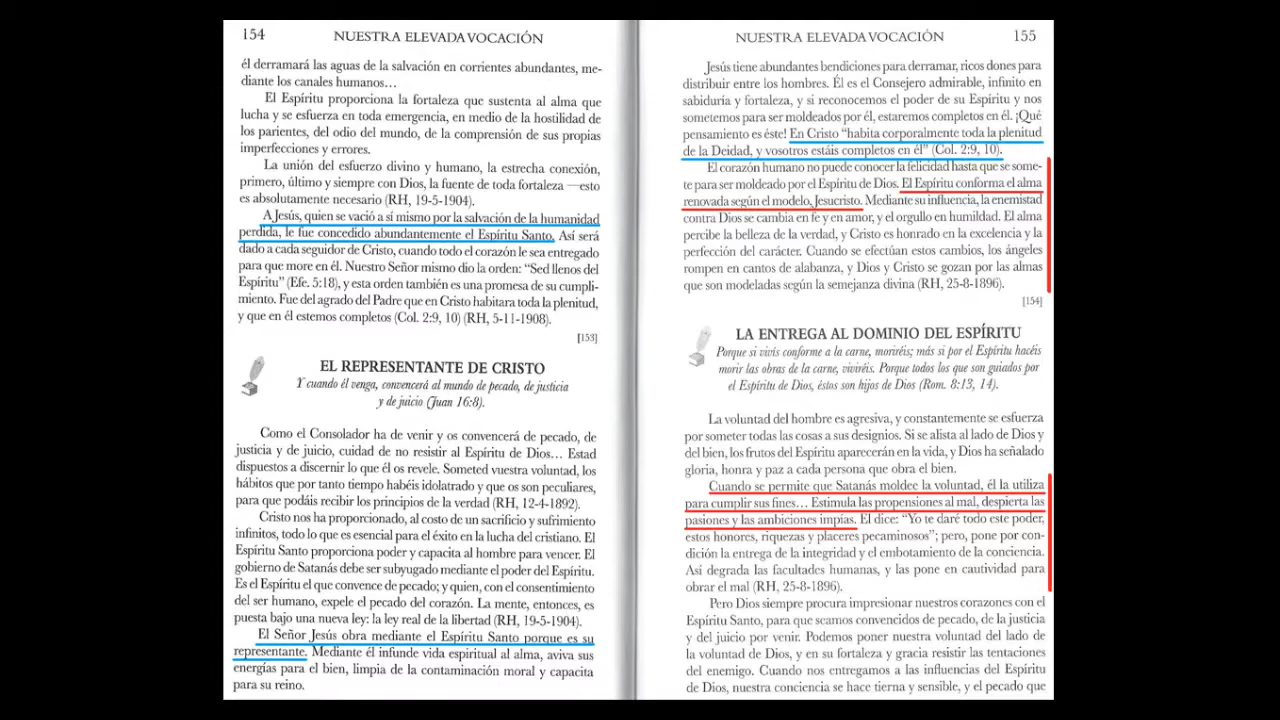 154 NUESTRA ELEVADA VOCACIÓN
él derramará las aguas de la salvación en corrientes abundantes, me-
diante los canales humanos…
El Espíritu proporciona la fortaleza que sustenta al alma que
lucha y se esfuerza en toda emergencia, en medio de la hostilidad de
los parientes, del odio del mundo, de la comprensión de sus propias
imperfecciones y errores.
La unión del esfuerzo divino y humano, la estrecha conexión,
primero, último y siempre con Dios, la fuente de toda fortaleza —esto
es absolutamente necesario (RH, 19-5-1904).
A Jesús, quien se vació a sí mismo por la salvación de la humanidad
perdida, le fue concedido abundantemente el Espíritu Santo. Así será
dado a cada seguidor de Cristo, cuando todo el corazón le sea entregado
para que more en él. Nuestro Señor mismo dio la orden: “Sed llenos del
Espíritu” (Efe. 5:18), y esta orden también es una promesa de su cumpli-
miento. Fue del agrado del Padre que en Cristo habitara toda la plenitud,
y que en él estemos completos (Col. 2:9, 10) (RH, 5-11-1908).
[153]
EL REPRESENTANTE DE CRISTO
Y cuando él venga, convencerá al mundo de pecado, de justicia
y de juicio (Juan 16:8).
Como el Consolador ha de venir y os convencerá de pecado, de
justicia y de juicio, cuidad de no resistir al Espíritu de Dios… Estad
dispuestos a discernir lo que él os revele. Someted vuestra voluntad, los
hábitos que por tanto tiempo habéis idolatrado y que os son peculiares,
para que podáis recibir los principios de la verdad (RH, 12-4-1892).
Cristo nos ha proporcionado, al costo de un sacrificio y sufrimiento
infinitos, todo lo que es esencial para el éxito en la lucha del cristiano. El
Espíritu Santo proporciona poder y capacita al hombre para vencer. El
gobierno de Satanás debe ser subyugado mediante el poder del Espíritu.
Es el Espíritu el que convence de pecado; y quien, con el consentimiento
del ser humano, expele el pecado del corazón. La mente, entonces, es
puesta bajo una nueva ley: la ley real de la libertad (RH, 19-5-1904).
El Señor Jesús obra mediante el Espíritu Santo porque es su
representante. Mediante él infunde vida espiritual al alma, aviva sus
energías para el bien, limpia de la contaminación moral y capacita
para su reino.
NUESTRA ELEVADA VOCACIÓN 155
Jesús tiene abundantes bendiciones para derramar, ricos dones para
distribuir entre los hombres. Él es el Consejero admirable, infinito en
sabiduría y fortaleza, y si reconocemos el poder de su Espíritu y nos
sometemos para ser moldeados por él, estaremos completos en él. ¡Qué
pensamiento es éste! En Cristo “habita corporalmente toda la plenitud
de la Deidad, y vosotros estáis completos en él” (Col. 2:9, 10).
El corazón humano no puede conocer la felicidad hasta que se some-
te para ser moldeado por el Espíritu de Dios. El Espíritu conforma el alma
renovada según el modelo, Jesucristo. Mediante su influencia, la enemistad
contra Dios se cambia en fe y en amor, y el orgullo en humildad. El alma
percibe la belleza de la verdad, y Cristo es honrado en la excelencia y la
perfección del carácter. Cuando se efectúan estos cambios, los ángeles
rompen en cantos de alabanza, y Dios y Cristo se gozan por las almas
que son modeladas según la semejanza divina (RH, 25-8-1896).
[154]
LA ENTREGA AL DOMINIO DEL ESPÍRITU
Porque si vivís conforme a la carne, moriréis; más si por el Espíritu hacéis
morir las obras de la carne, viviréis. Porque todos los que son guiados por
el Espíritu de Dios, éstos son hijos de Dios (Rom. 8:13, 14).
La voluntad del hombre es agresiva, y constantemente se esfuerza
por someter todas las cosas a sus designios. Si se alista al lado de Dios y
del bien, los frutos del Espíritu aparecerán en la vida, y Dios ha señalado
gloria, honra y paz a cada persona que obra el bien.
Cuando se permite que Satanás moldee la voluntad, él la utiliza
para cumplir sus fines… Estimula las propensiones al mal, despierta las
pasiones y las ambiciones impías. El dice: “Yo te daré todo este poder,
estos honores, riquezas y placeres pecaminosos”; pero, pone por con-
dición la entrega de la integridad y el embotamiento de la conciencia.
Así degrada las facultades humanas, y las pone en cautividad para
obrar el mal (RH, 25-8-1896).
Pero Dios siempre procura impresionar nuestros corazones con el
Espíritu Santo, para que seamos convencidos de pecado, de la justicia
y del juicio por venir. Podemos poner nuestra voluntad del lado de
la voluntad de Dios, y en su fortaleza y gracia resistir las tentaciones
del enemigo. Cuando nos entregamos a las influencias del Espíritu
de Dios, nuestra conciencia se hace tierna y sensible, y el pecado que